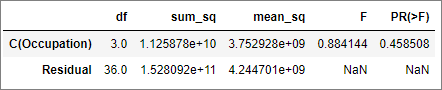 df sum_sq mean_sq F PR(>F)
C(Occupation) 3.0 1.125878e+10 3.752928e+09 0.884144 0.458508
Residual 36.0 1.528092e+11 4.244701e+09 NaN NaN